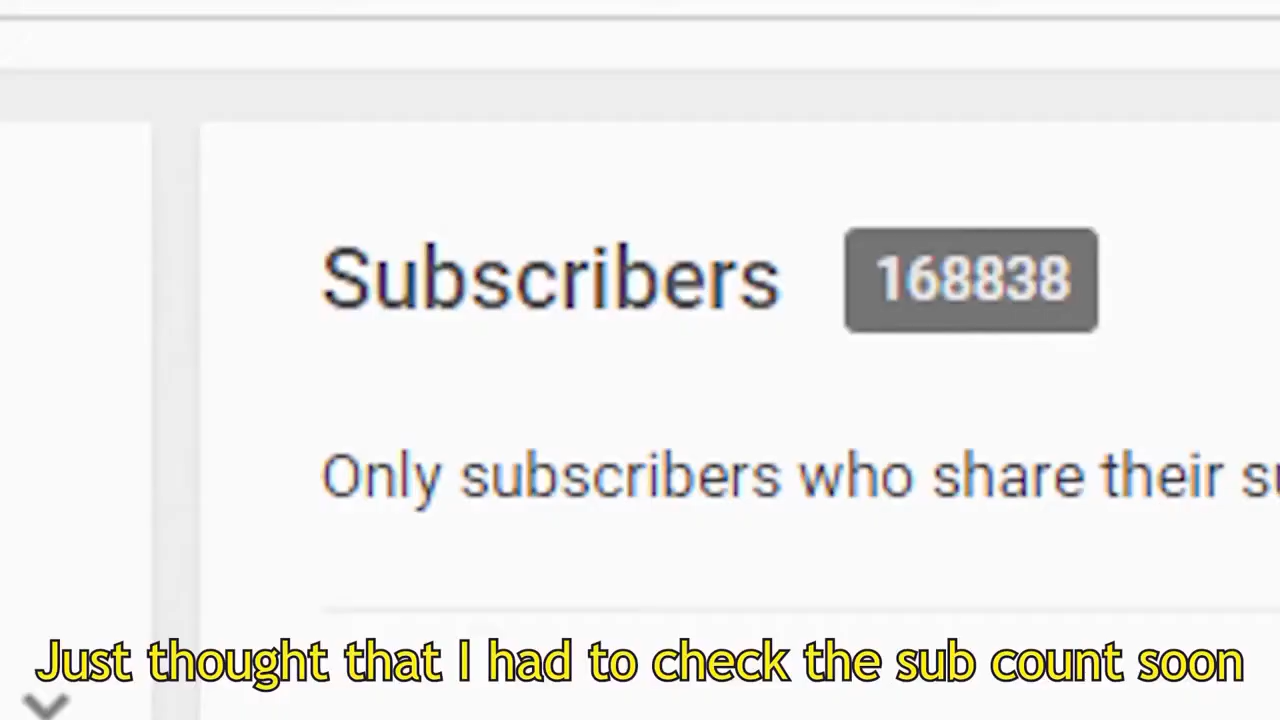 Subscribers 168838
Only subscribers who share their
Just thought that I had to check the sub count soon